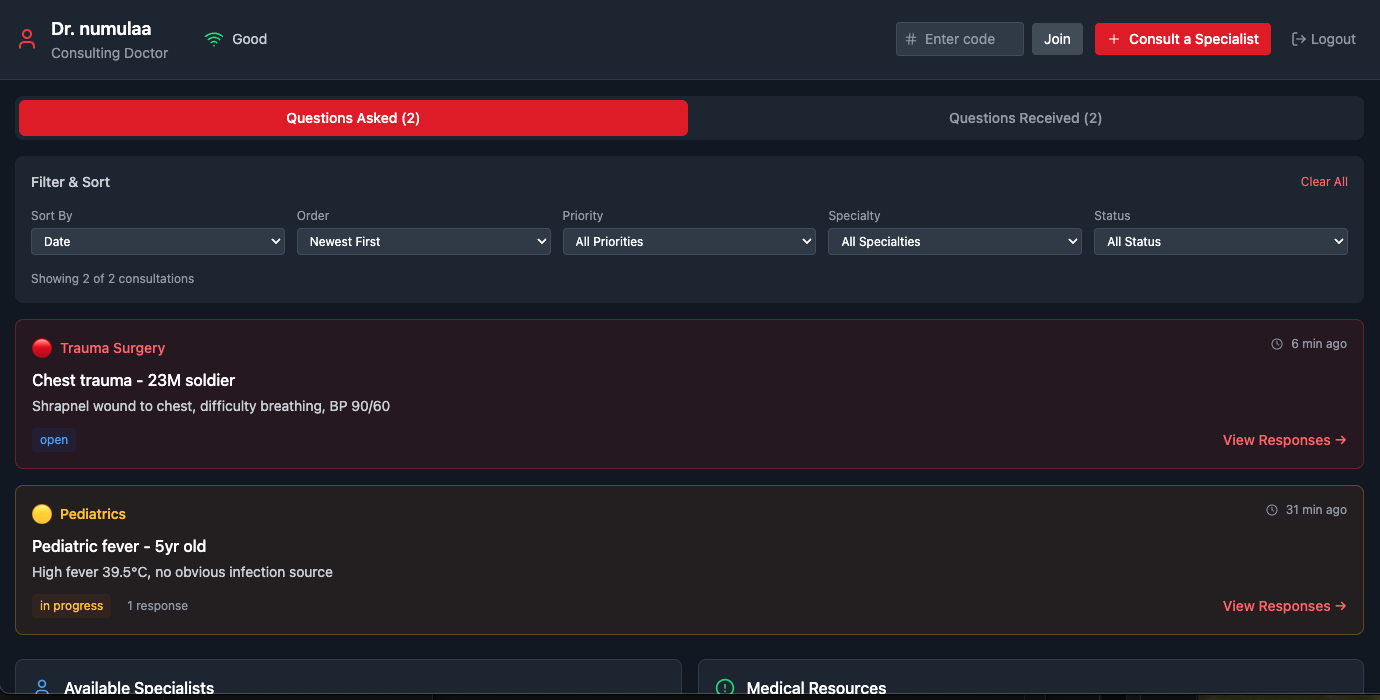 Dr. numulaa
Consulting Doctor
Good
# Enter code
Join
+ Consult a Specialist
Logout
Questions Asked (2)
Questions Received (2)
Filter & Sort
Clear All
Sort By
Order
Priority
Specialty
Status
Date
Newest First
All Priorities
All Specialties
All Status
Showing 2 of 2 consultations
Trauma Surgery
6 min ago
Chest trauma - 23M soldier
Shrapnel wound to chest, difficulty breathing, BP 90/60
open
View Responses →
Pediatrics
31 min ago
Pediatric fever - 5yr old
High fever 39.5°C, no obvious infection source
in progress
1 response
View Responses →
Available Specialists
Medical Resources